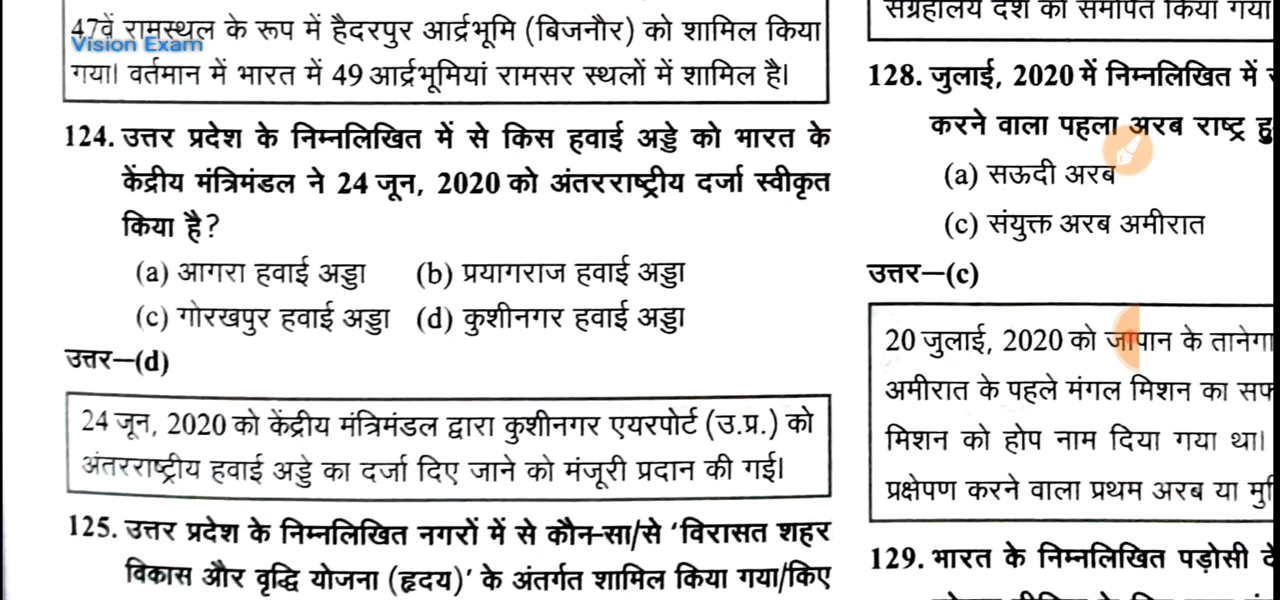 47वें रामस्थल के रूप में हैदरपुर आर्द्रभूमि (बिजनौर) को शामिल किया
Vision Exam
गया। वर्तमान में भारत में 49 आर्द्रभूमियां रामसर स्थलों में शामिल है।
124. उत्तर प्रदेश के निम्नलिखित में से किस हवाई अड्डे को भारत के
केंद्रीय मंत्रिमंडल ने 24 जून, 2020 को अंतरराष्ट्रीय दर्जा स्वीकृत
किया है?
(a) आगरा हवाई अड्डा (b) प्रयागराज हवाई अड्डा
(c) गोरखपुर हवाई अड्डा (d) कुशीनगर हवाई अड्डा
उत्तर—(d)
24 जून, 2020 को केंद्रीय मंत्रिमंडल द्वारा कुशीनगर एयरपोर्ट (उ.प्र.) को
अंतरराष्ट्रीय हवाई अड्डे का दर्जा दिए जाने को मंजूरी प्रदान की गई।
125. उत्तर प्रदेश के निम्नलिखित नगरों में से कौन-सा/से ‘विरासत शहर
विकास और वृद्धि योजना (हृदय)’ के अंतर्गत शामिल किया गया/किए
संग्रहालय देश को समर्पित किया गया
128. जुलाई, 2020 में निम्नलिखित में
करने वाला पहला अरब राष्ट्र
(a) सऊदी अरब
(c) संयुक्त अरब अमीरात
उत्तर—(c)
20 जुलाई, 2020 को जापान के
अमीरात के पहले मंगल मिशन का
मिशन को होप नाम दिया गया था।
प्रक्षेपण करने वाला प्रथम अरब या
129. भारत के निम्नलिखित पड़ोसी